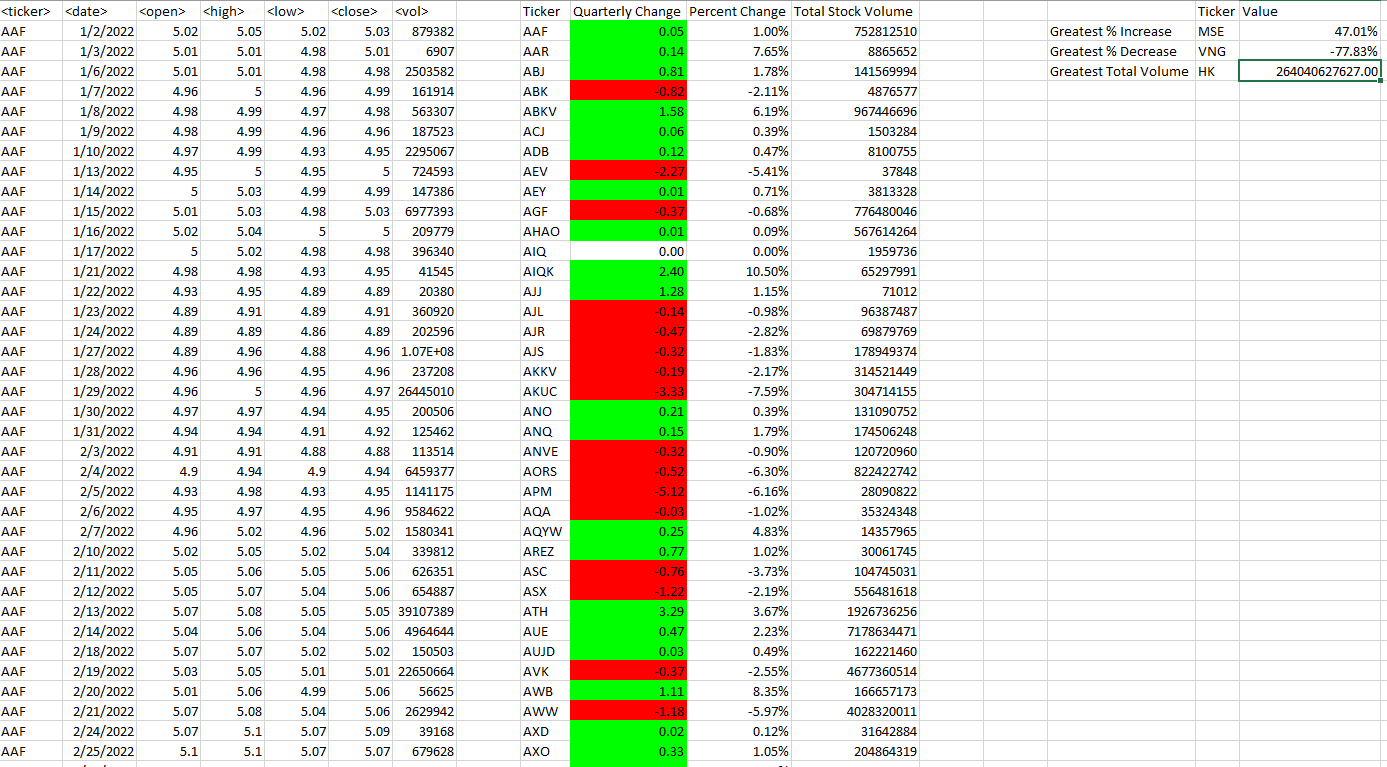 <ticker> <date> <open> <high> <low> <close> <vol> Ticker Quarterly Change Percent Change Total Stock Volume Ticker Value
AAF 1/2/2022 5.02 5.05 5.02 5.03 879382 AAF 0.05 1.00% 752812510 Greatest % Increase MSE 47.01%
AAF 1/3/2022 5.01 5.01 4.98 5.01 6907 AAR 0.14 7.65% 8865652 Greatest % Decrease VNG -77.83%
AAF 1/6/2022 5.01 5.01 4.98 4.98 2503582 ABJ 0.81 1.78% 141569994 Greatest Total Volume HK 264040627627.00
AAF 1/7/2022 4.96 5 4.96 4.99 161914 ABK -0.82 -2.11% 4876577
AAF 1/8/2022 4.98 4.99 4.97 4.98 563307 ABKV 1.58 6.19% 967446696
AAF 1/9/2022 4.98 4.99 4.96 4.96 187523 ACJ 0.06 0.39% 1503284
AAF 1/10/2022 4.97 4.99 4.93 4.95 2295067 ADB 0.12 0.47% 8100755
AAF 1/13/2022 4.95 5 4.95 5 724593 AEV -2.27 -5.41% 37848
AAF 1/14/2022 5 5.03 4.99 4.99 147386 AEY 0.01 0.71% 3813328
AAF 1/15/2022 5.01 5.03 4.98 5.03 6977393 AGF -0.37 -0.68% 776480046
AAF 1/16/2022 5.02 5.04 5 5 209779 AHAO 0.01 0.09% 567614264
AAF 1/17/2022 5 5.02 4.98 4.98 396340 AIQ 0.00 0.00% 1959736
AAF 1/21/2022 4.98 4.98 4.93 4.95 41545 AIQK 2.40 10.50% 65297991
AAF 1/22/2022 4.93 4.95 4.89 4.89 20380 AJJ 1.28 1.15% 71012
AAF 1/23/2022 4.89 4.91 4.89 4.91 360920 AJL -0.14 -0.98% 96387487
AAF 1/24/2022 4.89 4.89 4.86 4.89 202596 AJR -0.47 -2.82% 69879769
AAF 1/27/2022 4.89 4.96 4.88 4.96 1.07E+08 AJS -0.32 -1.83% 178949374
AAF 1/28/2022 4.96 4.96 4.95 4.96 237208 AKKV -0.19 -2.17% 314521449
AAF 1/29/2022 4.96 5 4.96 4.97 26445010 AKUC -3.33 -7.59% 304714155
AAF 1/30/2022 4.97 4.97 4.94 4.95 200506 ANO 0.21 0.39% 131090752
AAF 1/31/2022 4.94 4.94 4.91 4.92 125462 ANQ 0.15 1.79% 174506248
AAF 2/3/2022 4.91 4.91 4.88 4.88 113514 ANVE -0.32 -0.90% 120720960
AAF 2/4/2022 4.9 4.94 4.9 4.94 6459377 AORS -0.52 -6.30% 822422742
AAF 2/5/2022 4.93 4.98 4.93 4.95 1141175 APM -5.12 -6.16% 28090822
AAF 2/6/2022 4.95 4.97 4.95 4.96 9584622 AQA -0.03 -1.02% 35324348
AAF 2/7/2022 4.96 5.02 4.96 5.02 1580341 AQYW 0.25 4.83% 14357965
AAF 2/10/2022 5.02 5.05 5.02 5.04 339812 AREZ 0.77 1.02% 30061745
AAF 2/11/2022 5.05 5.06 5.05 5.06 626351 ASC -0.76 -3.73% 104745031
AAF 2/12/2022 5.05 5.07 5.04 5.06 654887 ASX -1.22 -2.19% 556481618
AAF 2/13/2022 5.07 5.08 5.05 5.05 39107389 ATH 3.29 3.67% 1926736256
AAF 2/14/2022 5.04 5.06 5.04 5.06 4964644 AUE 0.47 2.23% 7178634471
AAF 2/18/2022 5.07 5.07 5.02 5.02 150503 AUJD 0.03 0.49% 162221460
AAF 2/19/2022 5.03 5.05 5.01 5.01 22650664 AVK -0.37 -2.55% 4677360514
AAF 2/20/2022 5.01 5.06 4.99 5.06 56625 AWB 1.11 8.35% 166657173
AAF 2/21/2022 5.07 5.08 5.04 5.06 2629942 AWW -1.18 -5.97% 4028320011
AAF 2/24/2022 5.07 5.1 5.07 5.09 39168 AXD 0.02 0.12% 31642884
AAF 2/25/2022 5.1 5.1 5.07 5.07 679628 AXO 0.33 1.05% 204864319